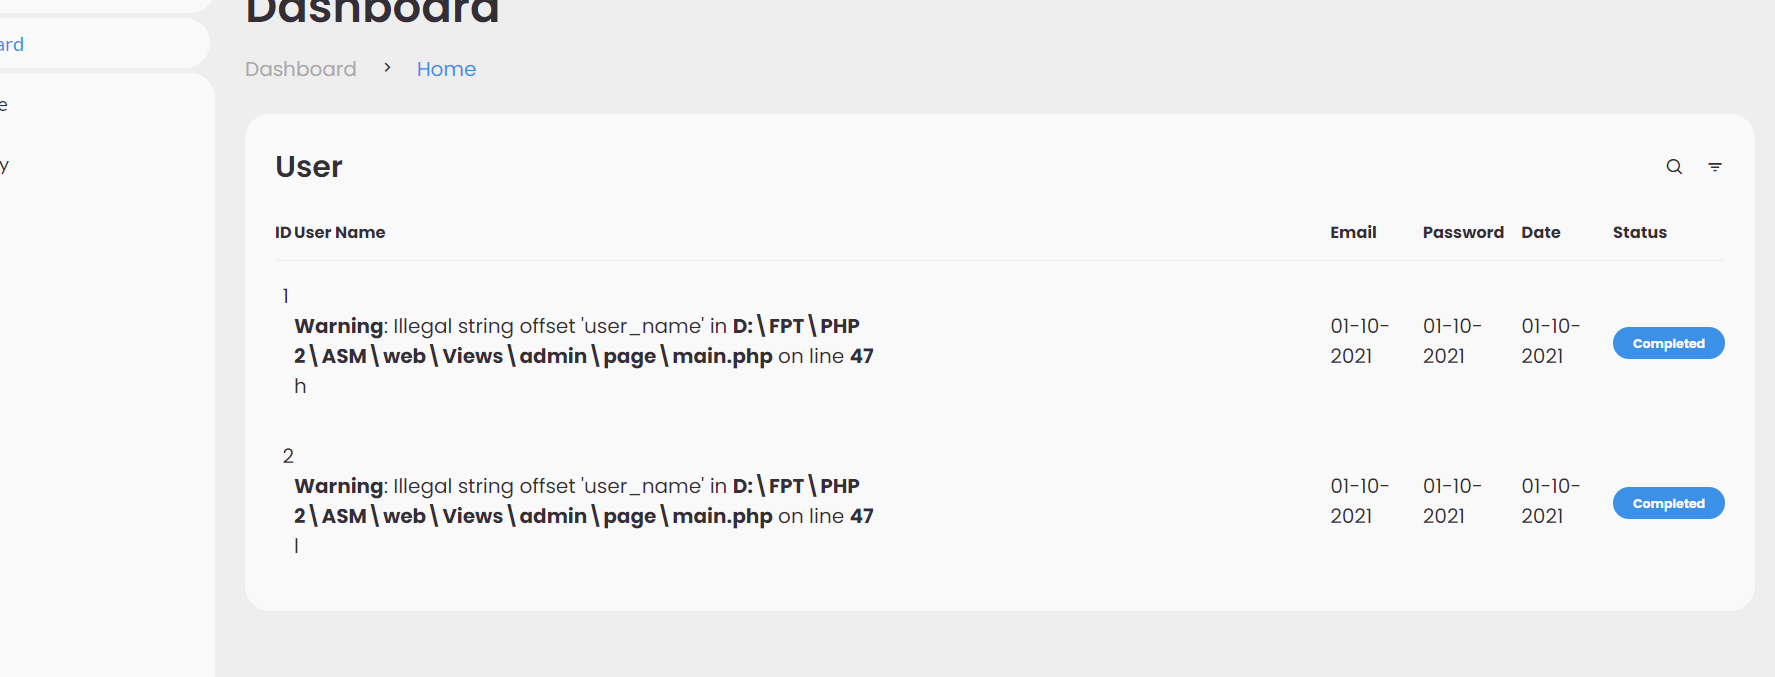 Dashboard
ard
Dashboard > Home
e
y
User
ID User Name Email Password Date Status
1
Warning: Illegal string offset 'user_name' in D:\FPT\PHP
2\ASM\web\Views\admin\page\main.php on line 47
h
01-10-
2021
01-10-
2021
01-10-
2021
Completed
2
Warning: Illegal string offset 'user_name' in D:\FPT\PHP
2\ASM\web\Views\admin\page\main.php on line 47
l
01-10-
2021
01-10-
2021
01-10-
2021
Completed